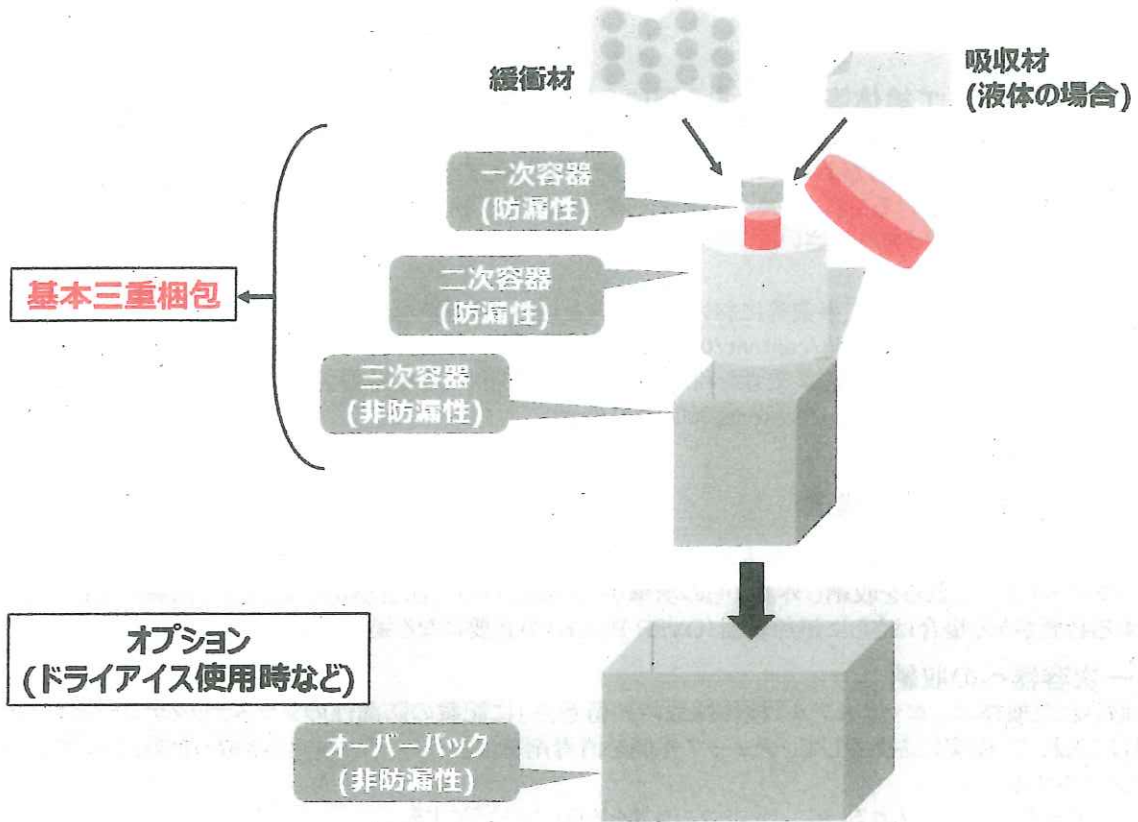 緩衝材
吸収材
(液体の場合)
一次容器
(防漏性)
二次容器
(防漏性)
基本三重梱包
三次容器
(非防漏性)
オプション
(ドライアイス使用時など)
オーバーパック
(非防漏性)